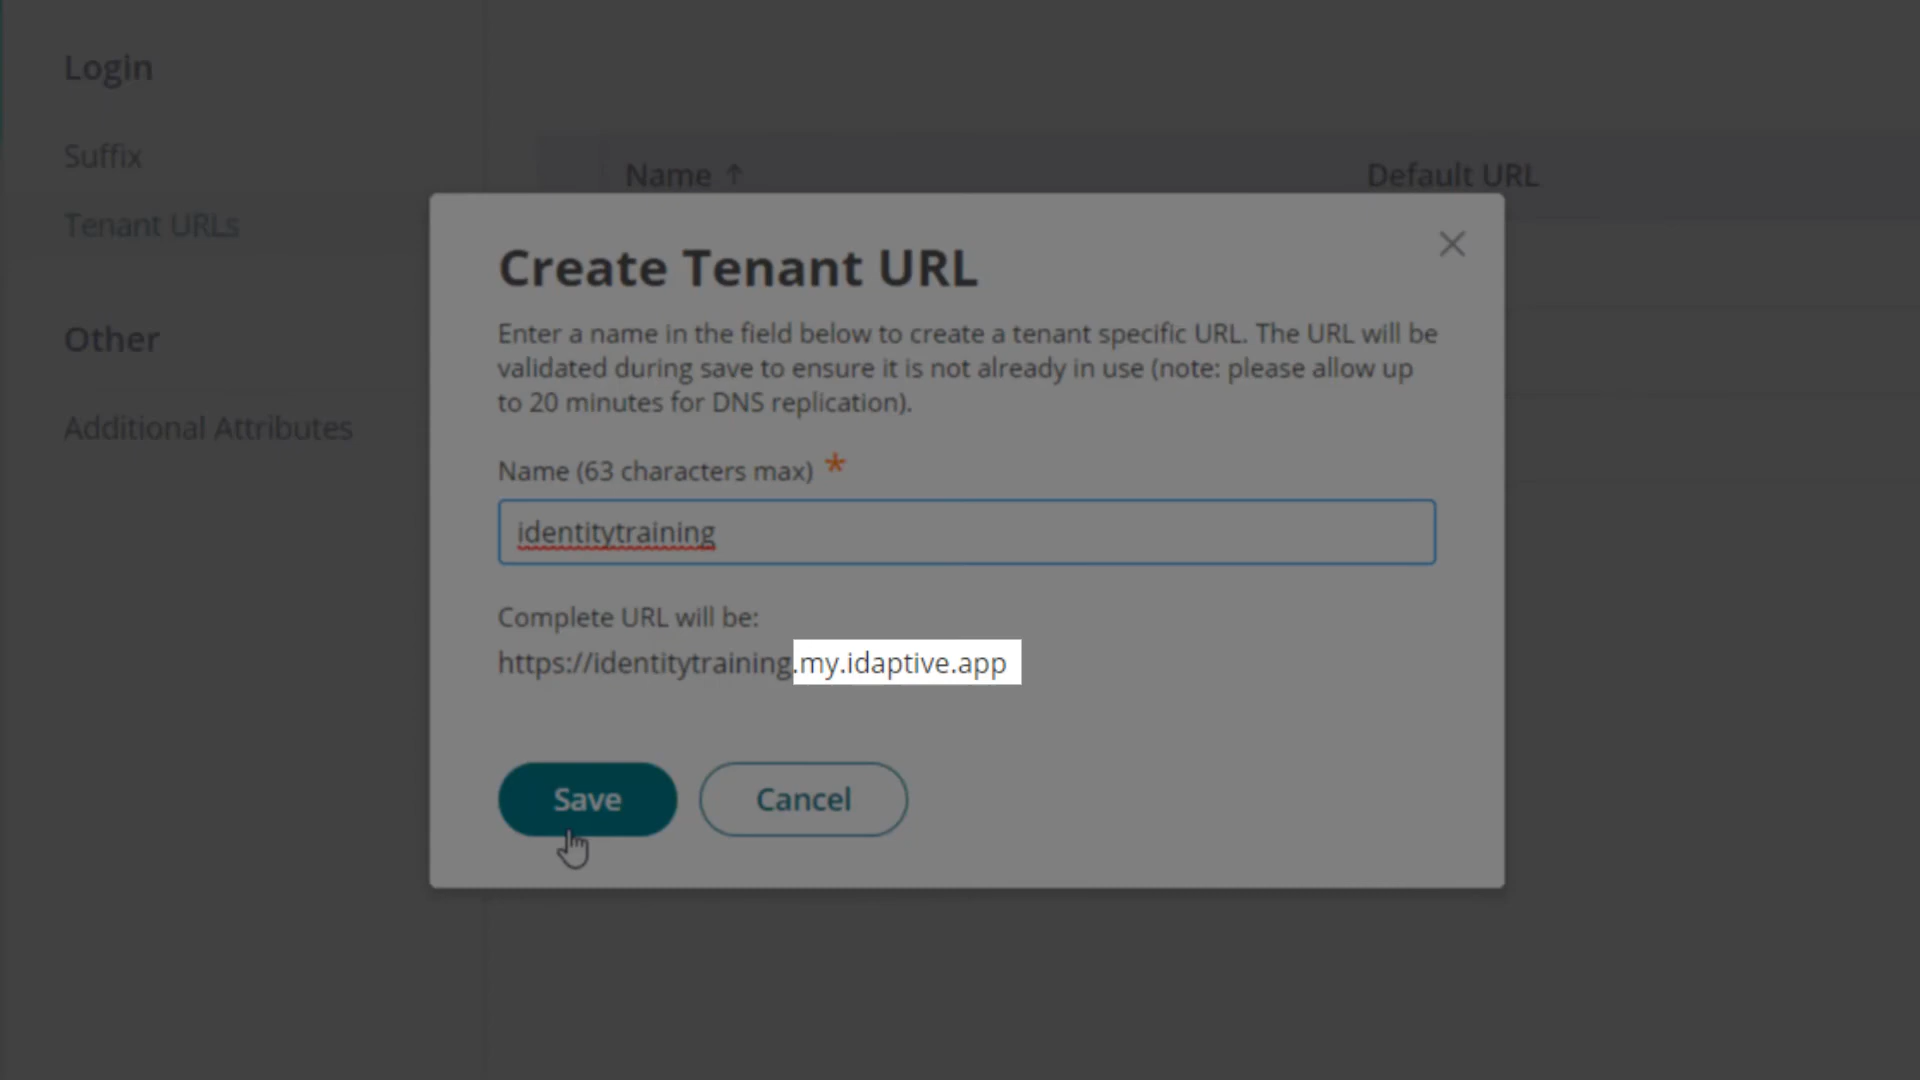 Login
Suffix
Tenant URLs
Other
Additional Attributes
Name ↑
Default URL
Create Tenant URL
Enter a name in the field below to create a tenant specific URL. The URL will be
validated during save to ensure it is not already in use (note: please allow up
to 20 minutes for DNS replication).
Name (63 characters max) *
identitytraining
Complete URL will be:
https://identitytraining.my.idaptive.app
Save
Cancel